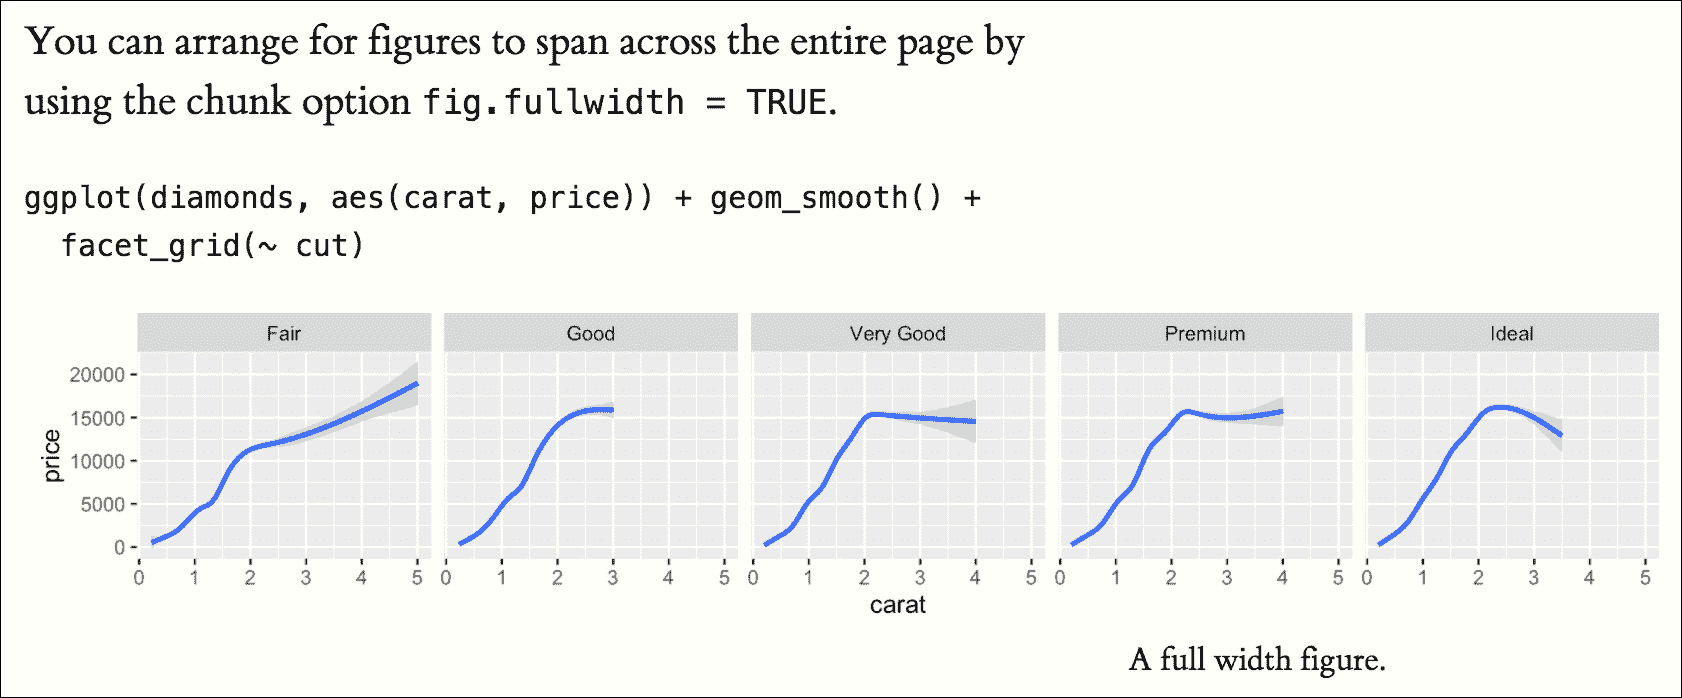 You can arrange for figures to span across the entire page by
using the chunk option fig.fullwidth = TRUE.
ggplot(diamonds, aes(carat, price)) + geom_smooth() +
  facet_grid(~ cut)
Fair Good Very Good Premium Ideal
20000
15000
10000
5000
0
price
0 1 2 3 4 5 0 1 2 3 4 5 0 1 2 3 4 5 0 1 2 3 4 5 0 1 2 3 4 5
carat
A full width figure.